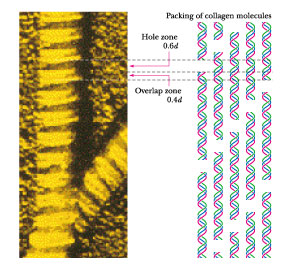 Packing of collagen molecules
Hole zone
0.6d
Overlap zone
0.4d